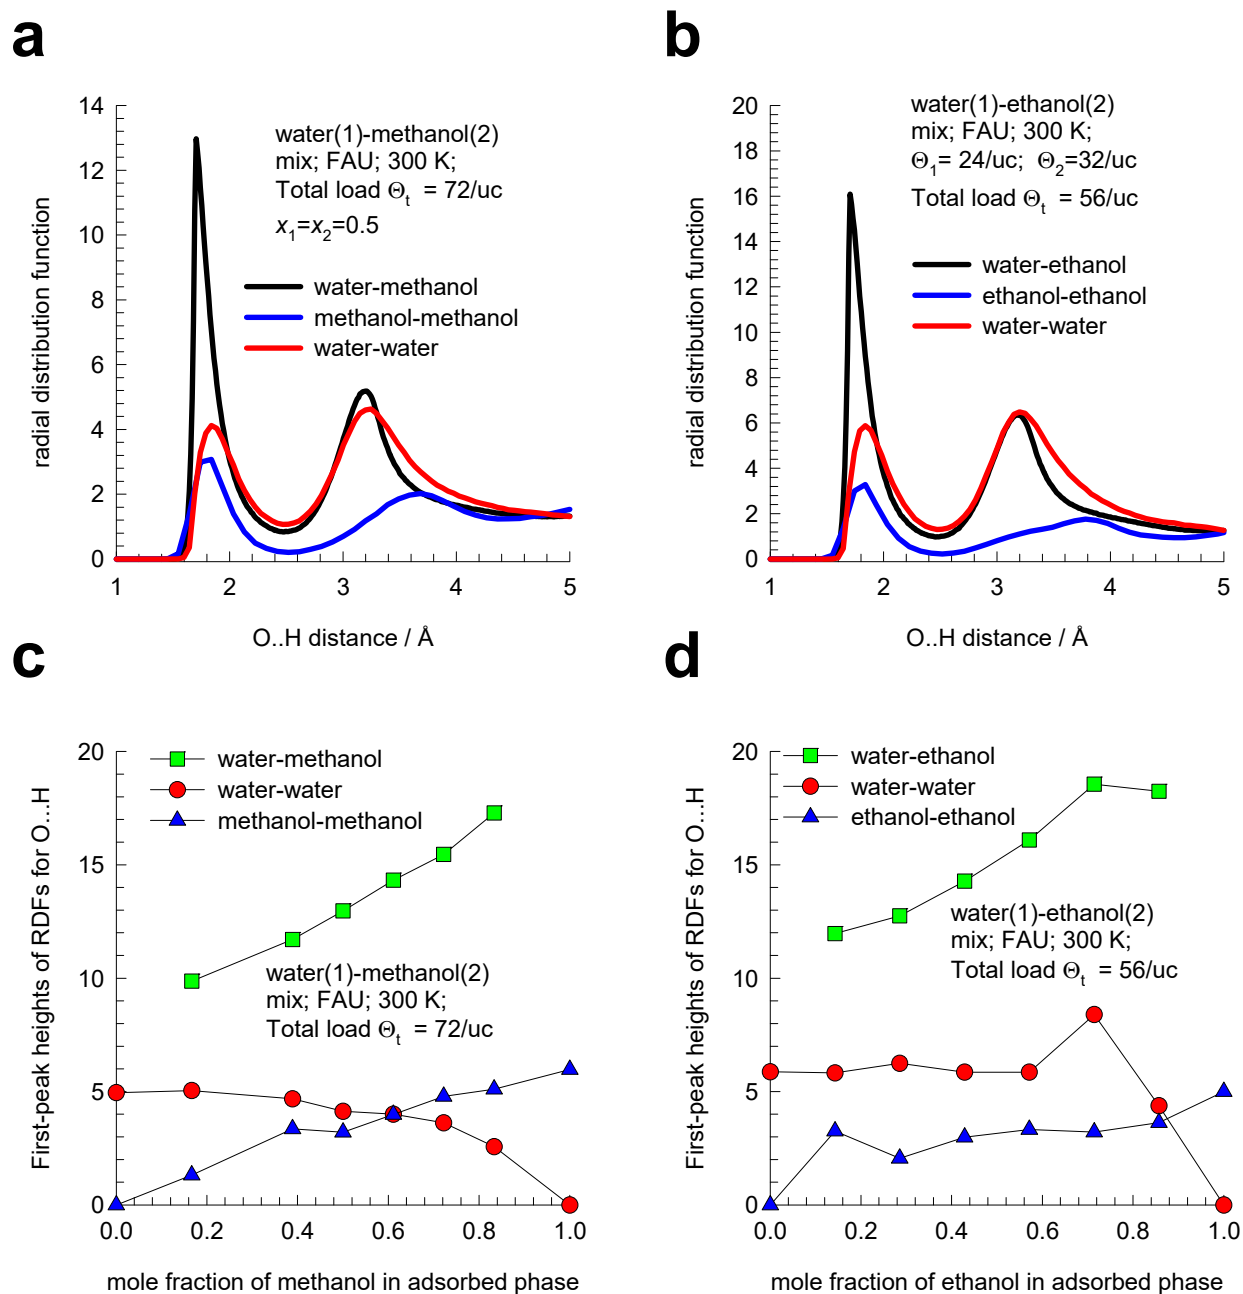 a
14
12
10
8
6
4
2
0
radial distribution function
water(1)-methanol(2)
mix; FAU; 300 K;
Total load Θt = 72/uc
x1=x2=0.5
water-methanol
methanol-methanol
water-water
1 2 3 4 5
O..H distance / Å
b
20
18
16
14
12
10
8
6
4
2
0
radial distribution function
water(1)-ethanol(2)
mix; FAU; 300 K;
Θ1= 24/uc; Θ2=32/uc
Total load Θt = 56/uc
water-ethanol
ethanol-ethanol
water-water
1 2 3 4 5
O..H distance / Å
c
20
15
10
5
0
First-peak heights of RDFs for O...H
water-methanol
water-water
methanol-methanol
water(1)-methanol(2)
mix; FAU; 300 K;
Total load Θt = 72/uc
0.0 0.2 0.4 0.6 0.8 1.0
mole fraction of methanol in adsorbed phase
d
20
15
10
5
0
First-peak heights of RDFs for O...H
water-ethanol
water-water
ethanol-ethanol
water(1)-ethanol(2)
mix; FAU; 300 K;
Total load Θt = 56/uc
0.0 0.2 0.4 0.6 0.8 1.0
mole fraction of ethanol in adsorbed phase